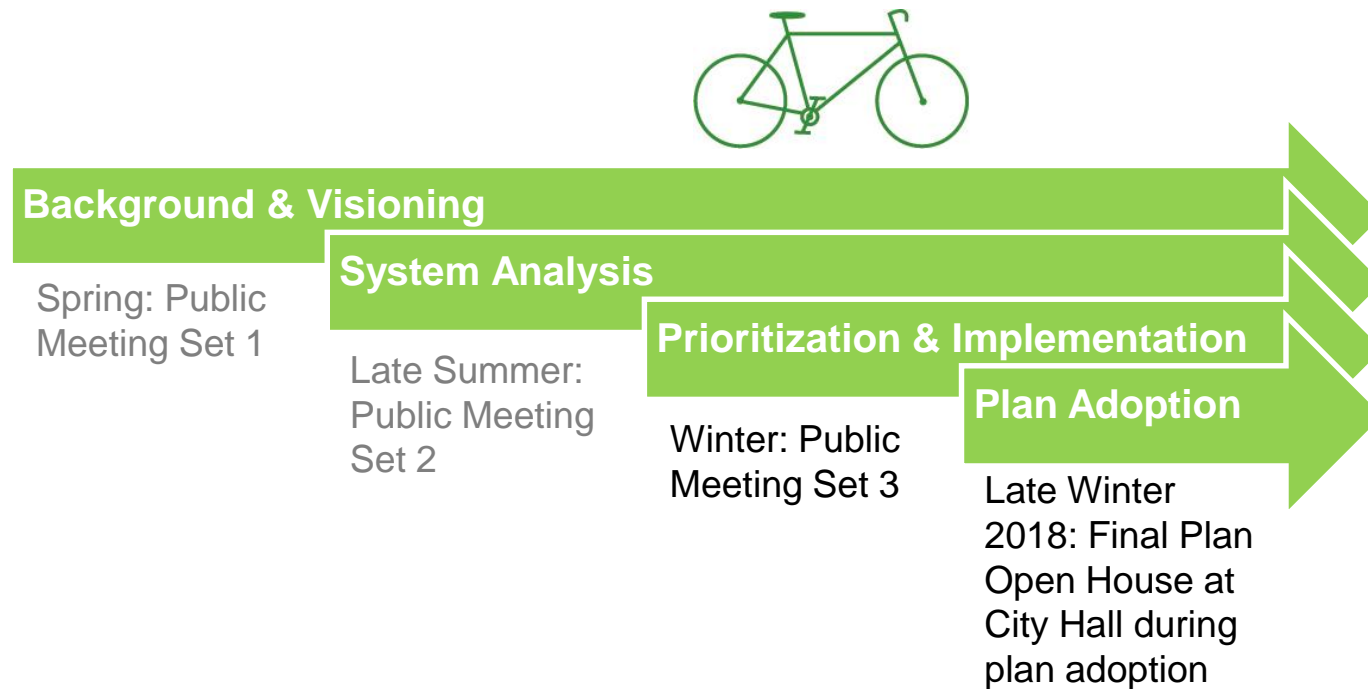 Background & Visioning
Spring: Public
Meeting Set 1
System Analysis
Late Summer:
Public Meeting
Set 2
Prioritization & Implementation
Winter: Public
Meeting Set 3
Plan Adoption
Late Winter
2018: Final Plan
Open House at
City Hall during
plan adoption